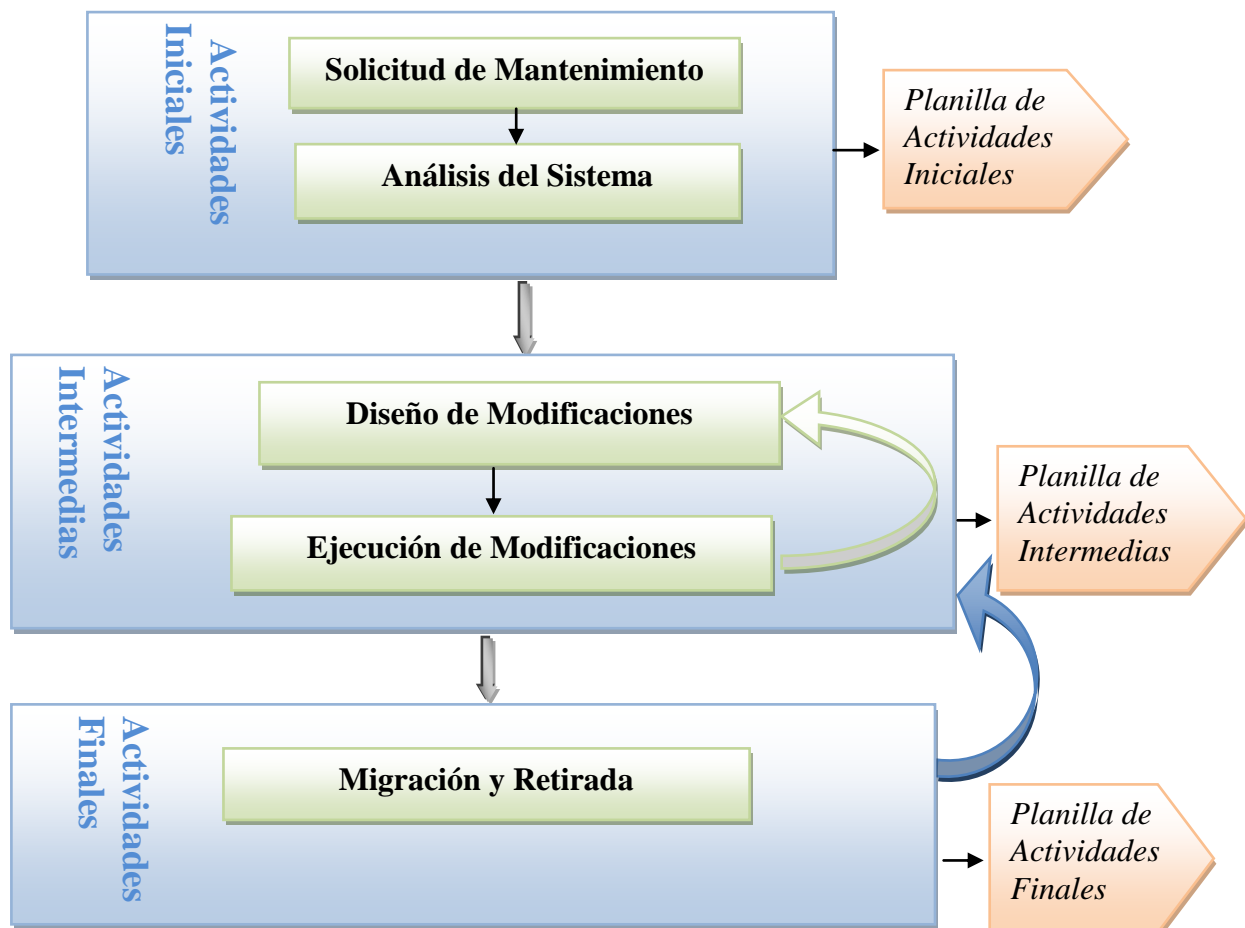 Actividades
Iniciales
Solicitud de Mantenimiento
Análisis del Sistema
Planilla de
Actividades
Iniciales
Actividades
Intermedias
Diseño de Modificaciones
Ejecución de Modificaciones
Planilla de
Actividades
Intermedias
Actividades
Finales
Migración y Retirada
Planilla de
Actividades
Finales